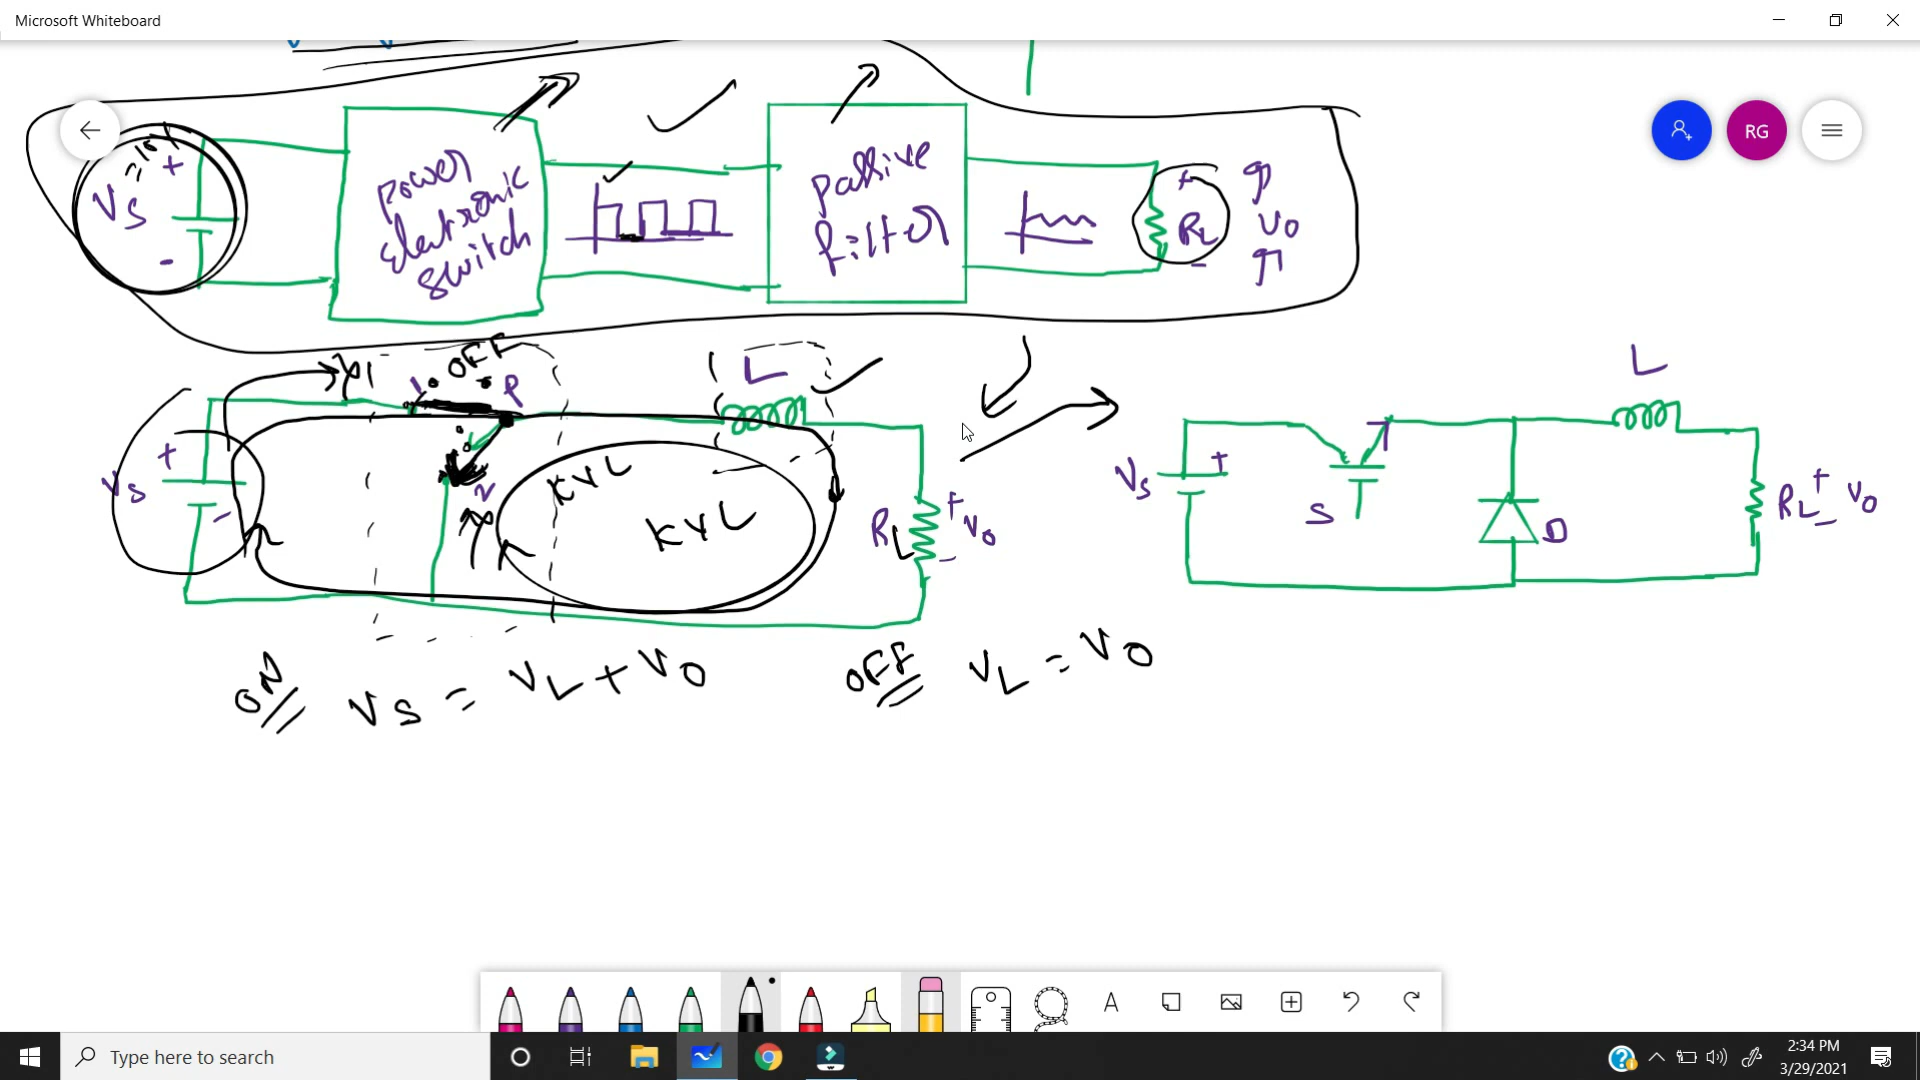 Microsoft Whiteboard
RG
VS
+
-
Power
electronic
switch
Passive
filter
+
RL
-
Vo
OFF
1
P
L
2
+
VS
-
KVL
KVL
RL
+
Vo
-
L
VS
+
S
D
RL
+
-
Vo
ON
VS = VL + Vo
OFF
VL = Vo
A
Type here to search
2:34 PM
3/29/2021